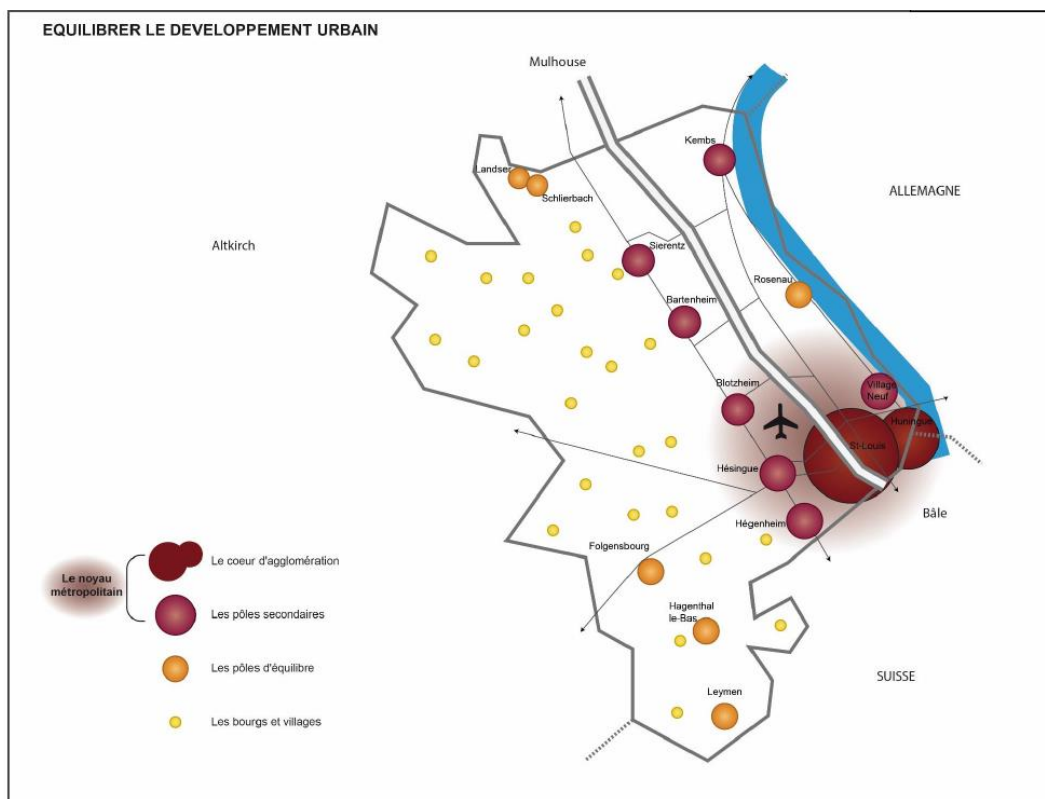 EQUILIBRER LE DEVELOPPEMENT URBAIN
Mulhouse
Kembs
Landser
Schlierbach
ALLEMAGNE
Altkirch
Sierentz
Rosenau
Bartenheim
Blotzheim
Village
Neuf
Huningue
St-Louis
Hésingue
Bâle
Hégenheim
Folgensbourg
Hagenthal
le-Bas
SUISSE
Leymen
Le noyau
métropolitain
Le coeur d'agglomération
Les pôles secondaires
Les pôles d'équilibre
Les bourgs et villages